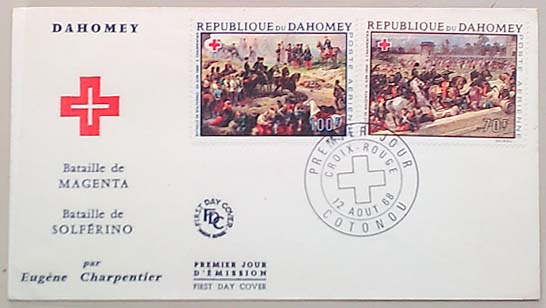 DAHOMEY
Bataille de
MAGENTA
Bataille de
SOLFÉRINO
par
Eugène Charpentier
REPUBLIQUE DU DAHOMEY
POSTE AERIENNE
100F
REPUBLIQUE DU DAHOMEY
POSTE AERIENNE
70F
PREMIER JOUR
CROIX-ROUGE
12 AOUT 68
COTONOU
FIRST DAY COVER
FDC
PREMIER JOUR
D'ÉMISSION
FIRST DAY COVER